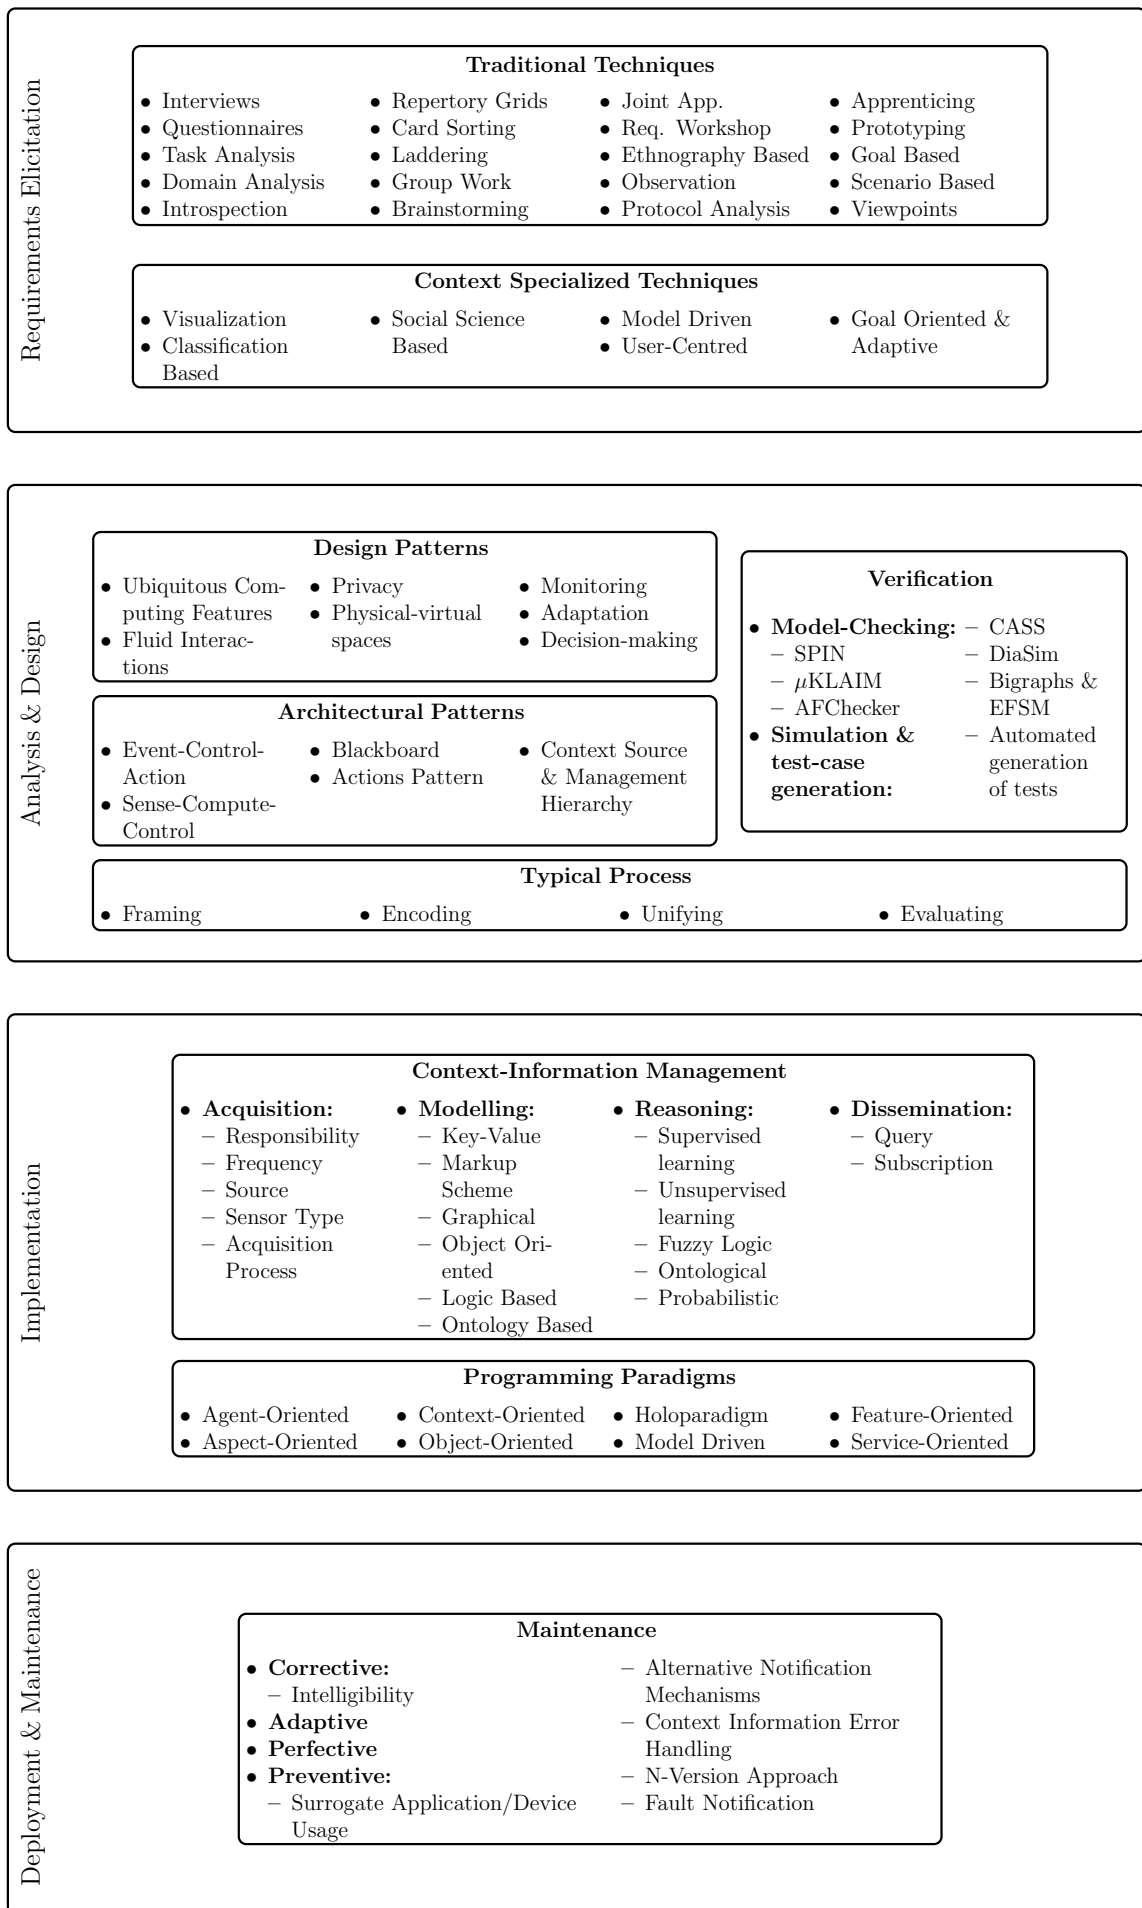 Requirements Elicitation
Traditional Techniques
• Interviews
• Questionnaires
• Task Analysis
• Domain Analysis
• Introspection
• Repertory Grids
• Card Sorting
• Laddering
• Group Work
• Brainstorming
• Joint App.
• Req. Workshop
• Ethnography Based
• Observation
• Protocol Analysis
• Apprenticing
• Prototyping
• Goal Based
• Scenario Based
• Viewpoints
Context Specialized Techniques
• Visualization
• Classification
Based
• Social Science
Based
• Model Driven
• User-Centred
• Goal Oriented &
Adaptive
Analysis & Design
Design Patterns
• Ubiquitous Com-
puting Features
• Fluid Interac-
tions
• Privacy
• Physical-virtual
spaces
• Monitoring
• Adaptation
• Decision-making
Architectural Patterns
• Event-Control-
Action
• Sense-Compute-
Control
• Blackboard
• Actions Pattern
• Context Source
& Management
Hierarchy
Verification
• Model-Checking:
– SPIN
– μKLAIM
– AFChecker
• Simulation &
test-case
generation:
– CASS
– DiaSim
– Bigraphs &
EFSM
– Automated
generation
of tests
Typical Process
• Framing
• Encoding
• Unifying
• Evaluating
Implementation
Context-Information Management
• Acquisition:
– Responsibility
– Frequency
– Source
– Sensor Type
– Acquisition
Process
• Modelling:
– Key-Value
– Markup
Scheme
– Graphical
– Object Ori-
ented
– Logic Based
– Ontology Based
• Reasoning:
– Supervised
learning
– Unsupervised
learning
– Fuzzy Logic
– Ontological
– Probabilistic
• Dissemination:
– Query
– Subscription
Programming Paradigms
• Agent-Oriented
• Aspect-Oriented
• Context-Oriented
• Object-Oriented
• Holoparadigm
• Model Driven
• Feature-Oriented
• Service-Oriented
Deployment & Maintenance
Maintenance
• Corrective:
– Intelligibility
• Adaptive
• Perfective
• Preventive:
– Surrogate Application/Device
Usage
– Alternative Notification
Mechanisms
– Context Information Error
Handling
– N-Version Approach
– Fault Notification